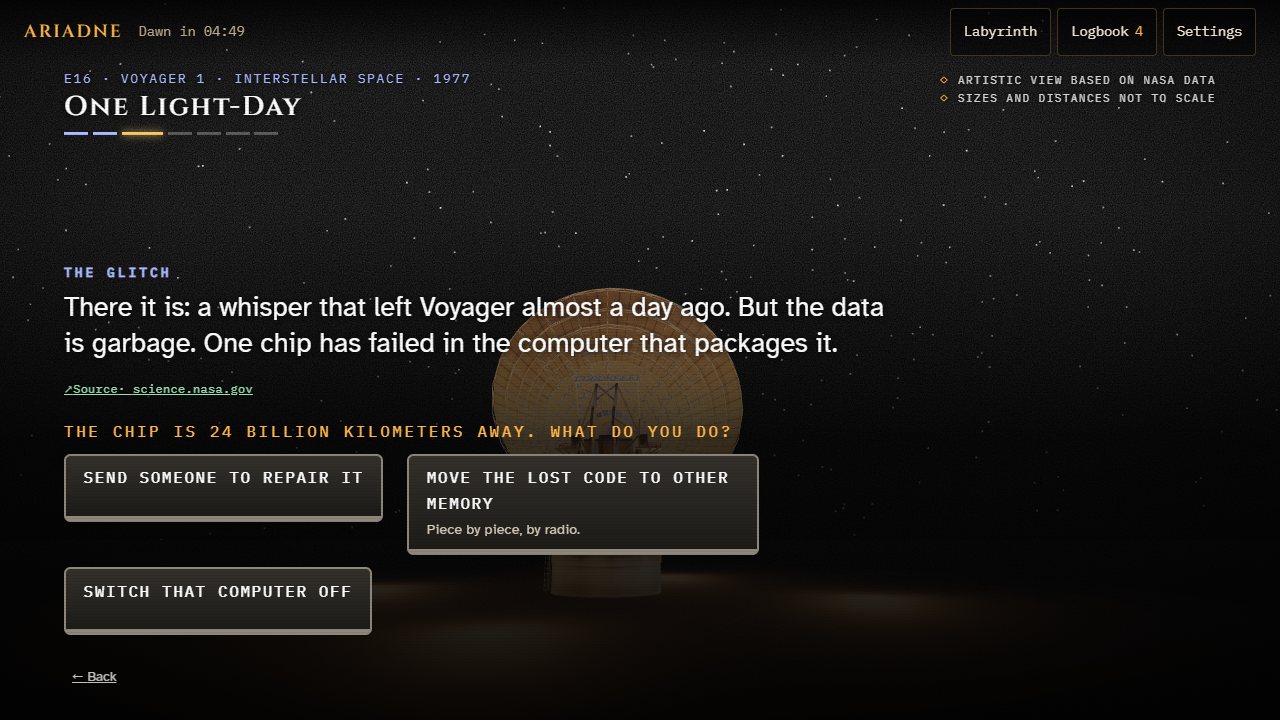 ARIADNE Dawn in 04:49
Labyrinth
Logbook 4
Settings
E16 · VOYAGER 1 · INTERSTELLAR SPACE · 1977
One Light-Day
◇ ARTISTIC VIEW BASED ON NASA DATA
◇ SIZES AND DISTANCES NOT TO SCALE
THE GLITCH
There it is: a whisper that left Voyager almost a day ago. But the data
is garbage. One chip has failed in the computer that packages it.
↗Source· science.nasa.gov
THE CHIP IS 24 BILLION KILOMETERS AWAY. WHAT DO YOU DO?
SEND SOMEONE TO REPAIR IT
MOVE THE LOST CODE TO OTHER
MEMORY
Piece by piece, by radio.
SWITCH THAT COMPUTER OFF
← Back